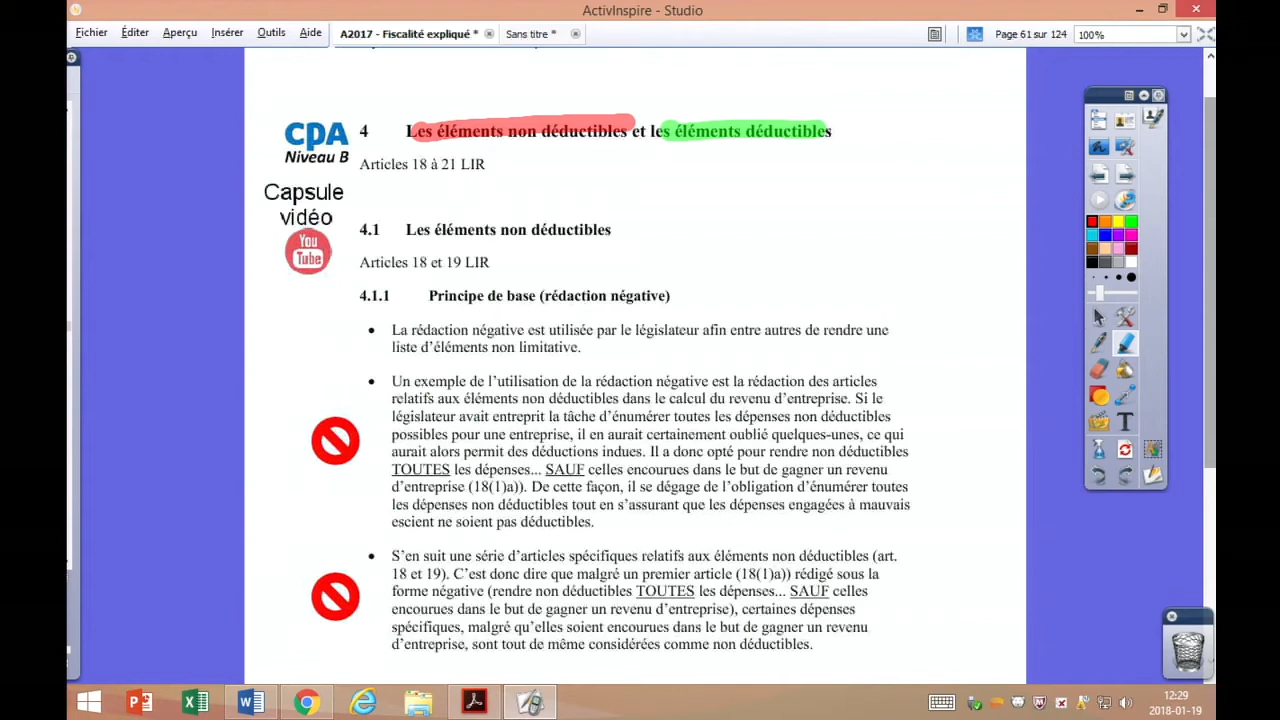 ActivInspire - Studio
Fichier Éditer Aperçu Insérer Outils Aide
A2017 - Fiscalité expliqué * Sans titre *
Page 61 sur 124 100%
CPA
Niveau B
4 Les éléments non déductibles et les éléments déductibles
Articles 18 à 21 LIR
Capsule
vidéo
You
Tube
4.1 Les éléments non déductibles
Articles 18 et 19 LIR
4.1.1 Principe de base (rédaction négative)
• La rédaction négative est utilisée par le législateur afin entre autres de rendre une
liste d’éléments non limitative.
• Un exemple de l’utilisation de la rédaction négative est la rédaction des articles
relatifs aux éléments non déductibles dans le calcul du revenu d’entreprise. Si le
législateur avait entreprit la tâche d’énumérer toutes les dépenses non déductibles
possibles pour une entreprise, il en aurait certainement oublié quelques-unes, ce qui
aurait alors permit des déductions indues. Il a donc opté pour rendre non déductibles
TOUTES les dépenses... SAUF celles encourues dans le but de gagner un revenu
d’entreprise (18(1)a)). De cette façon, il se dégage de l’obligation d’énumérer toutes
les dépenses non déductibles tout en s’assurant que les dépenses engagées à mauvais
escient ne soient pas déductibles.
• S’en suit une série d’articles spécifiques relatifs aux éléments non déductibles (art.
18 et 19). C’est donc dire que malgré un premier article (18(1)a)) rédigé sous la
forme négative (rendre non déductibles TOUTES les dépenses... SAUF celles
encourues dans le but de gagner un revenu d’entreprise), certaines dépenses
spécifiques, malgré qu’elles soient encourues dans le but de gagner un revenu
d’entreprise, sont tout de même considérées comme non déductibles.
12:29
2018-01-19